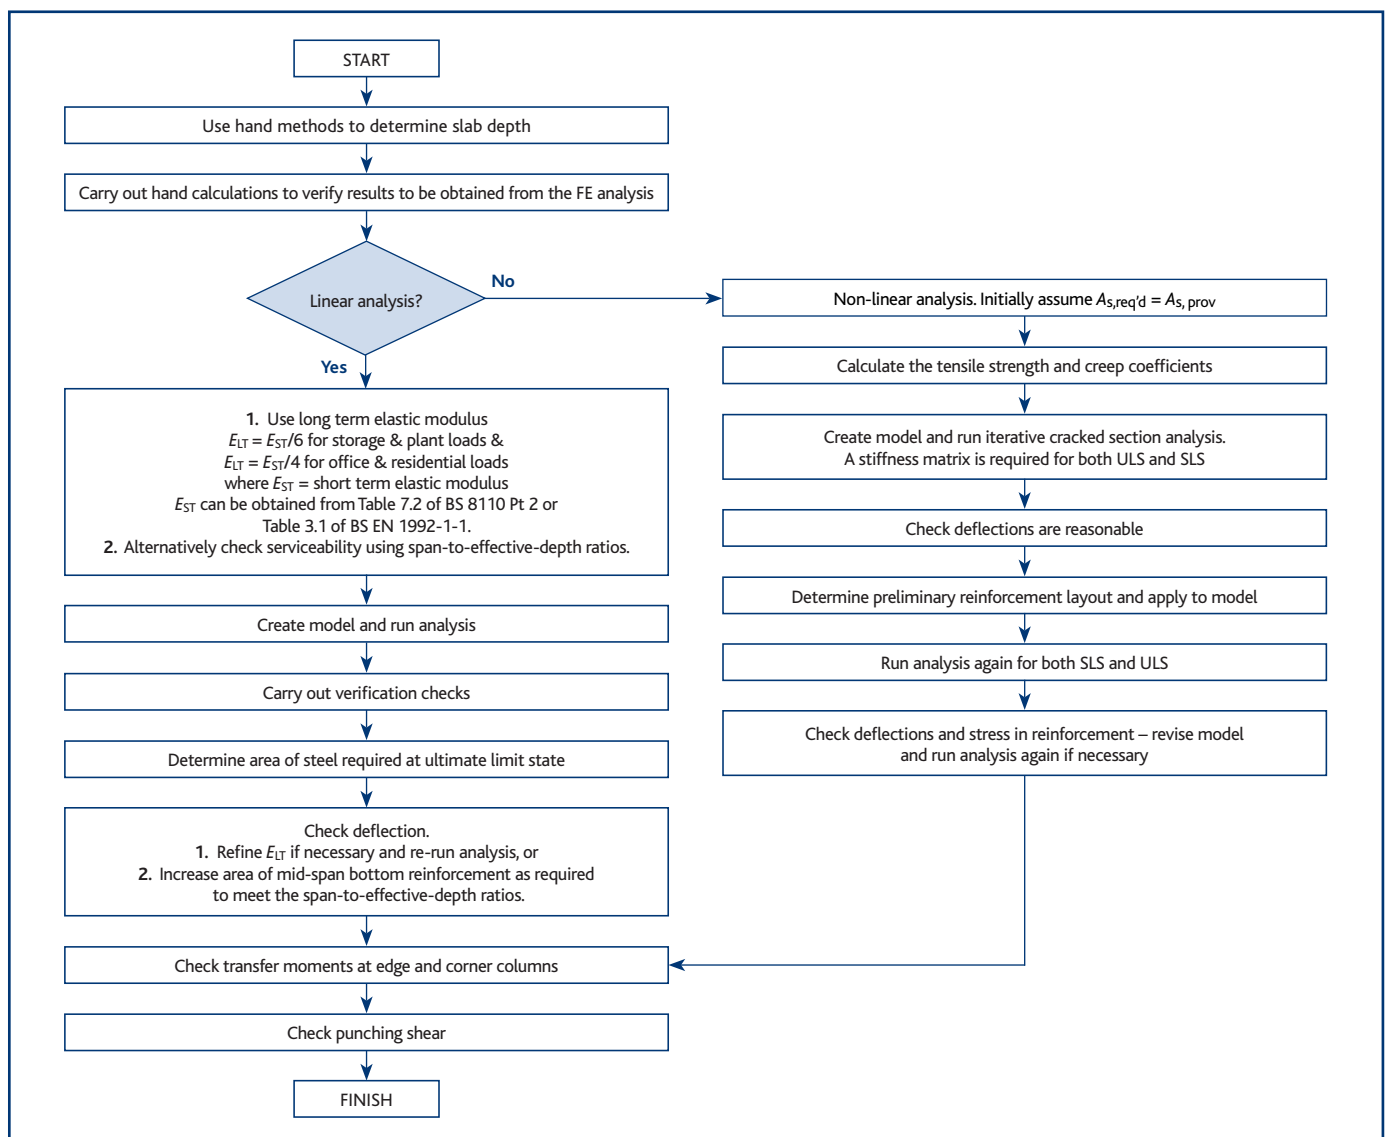 START
Use hand methods to determine slab depth
Carry out hand calculations to verify results to be obtained from the FE analysis
Linear analysis?
No
Yes
1. Use long term elastic modulus
ELT = EST/6 for storage & plant loads &
ELT = EST/4 for office & residential loads
where EST = short term elastic modulus
EST can be obtained from Table 7.2 of BS 8110 Pt 2 or
Table 3.1 of BS EN 1992-1-1.
2. Alternatively check serviceability using span-to-effective-depth ratios.
Create model and run analysis
Carry out verification checks
Determine area of steel required at ultimate limit state
Check deflection.
1. Refine ELT if necessary and re-run analysis, or
2. Increase area of mid-span bottom reinforcement as required
to meet the span-to-effective-depth ratios.
Non-linear analysis. Initially assume As,req'd = As, prov
Calculate the tensile strength and creep coefficients
Create model and run iterative cracked section analysis.
A stiffness matrix is required for both ULS and SLS
Check deflections are reasonable
Determine preliminary reinforcement layout and apply to model
Run analysis again for both SLS and ULS
Check deflections and stress in reinforcement – revise model
and run analysis again if necessary
Check transfer moments at edge and corner columns
Check punching shear
FINISH